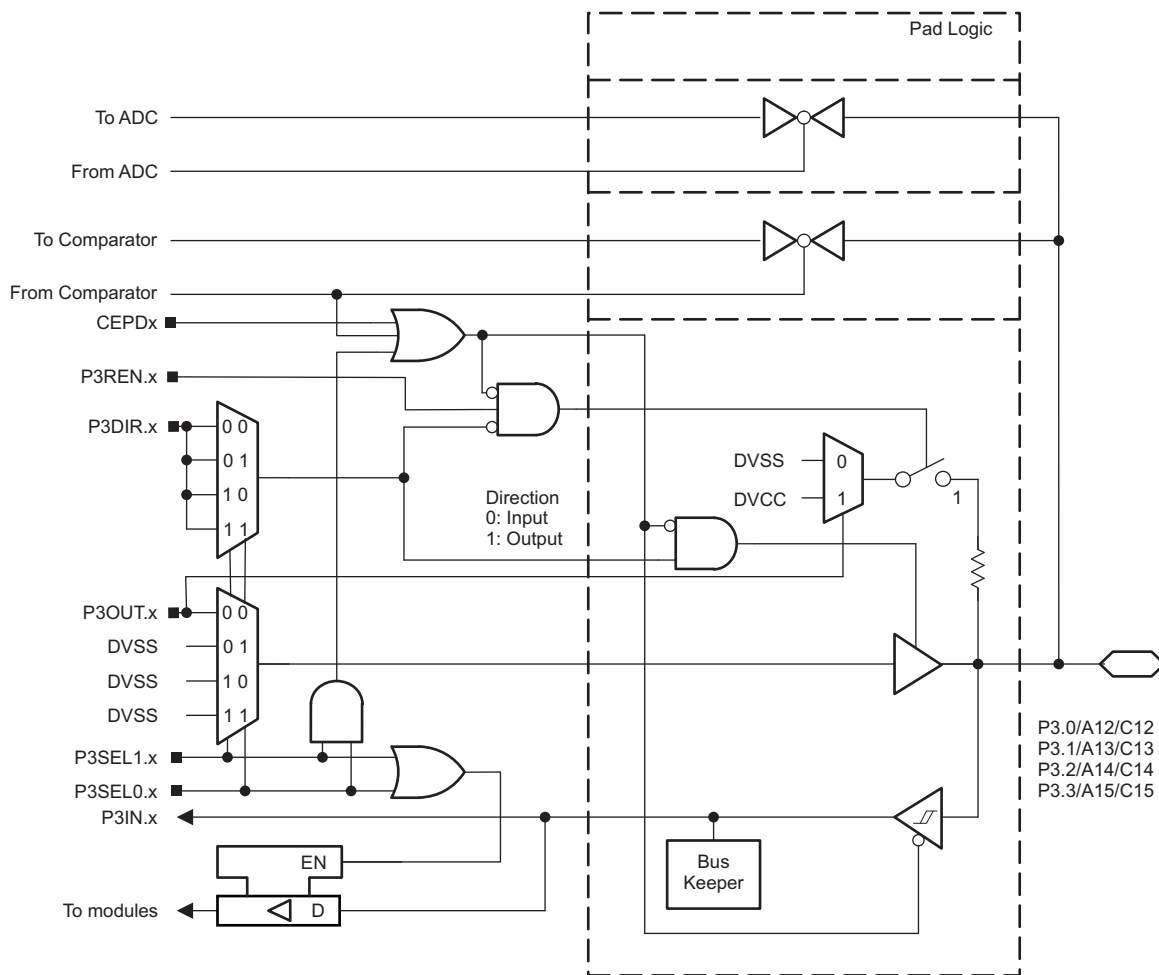 Pad Logic
To ADC
From ADC
To Comparator
From Comparator
CEPDx
P3REN.x
P3DIR.x
0 0
0 1
1 0
1 1
Direction
0: Input
1: Output
DVSS
0
DVCC
1
1
P3OUT.x
0 0
DVSS
0 1
DVSS
1 0
DVSS
1 1
P3SEL1.x
P3SEL0.x
P3IN.x
P3.0/A12/C12
P3.1/A13/C13
P3.2/A14/C14
P3.3/A15/C15
Bus
Keeper
EN
To modules
D